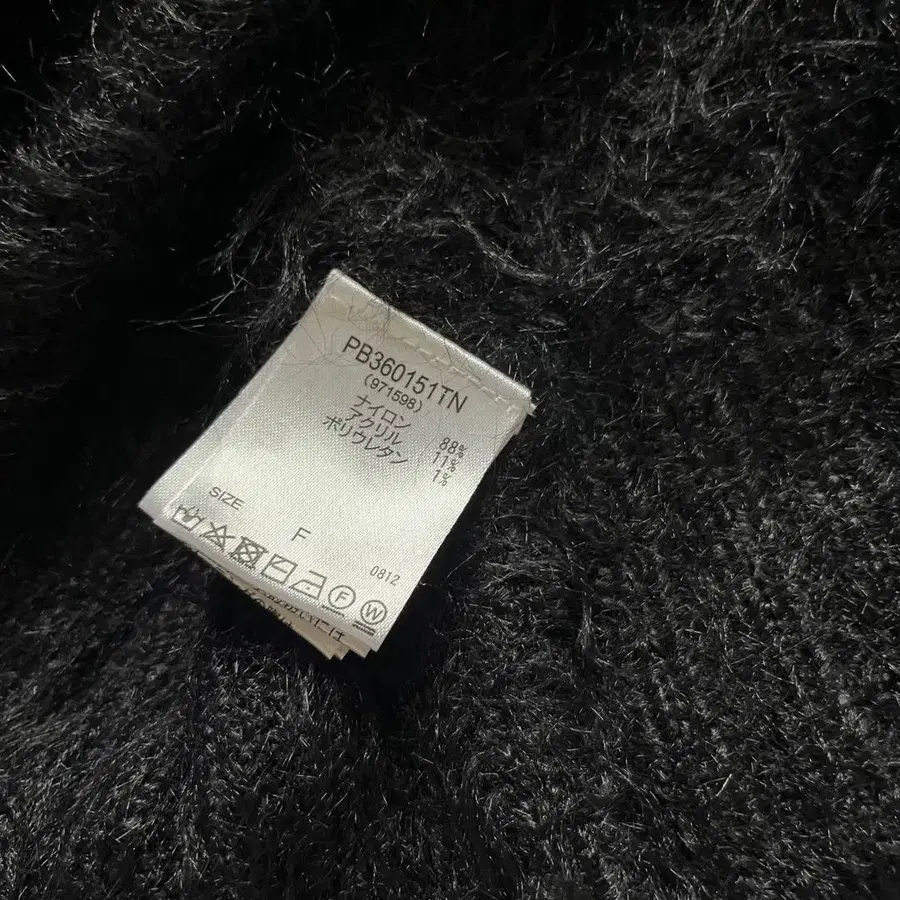 PB360151TN
(971598)
ナイロン 88%
アクリル 11%
ポリウレタン 1%
SIZE
F
0812
F W